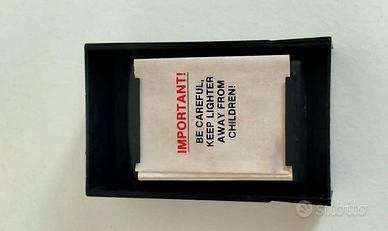 IMPORTANT!
BE CAREFUL,
KEEP LIGHTER
AWAY FROM
CHILDREN!
subito